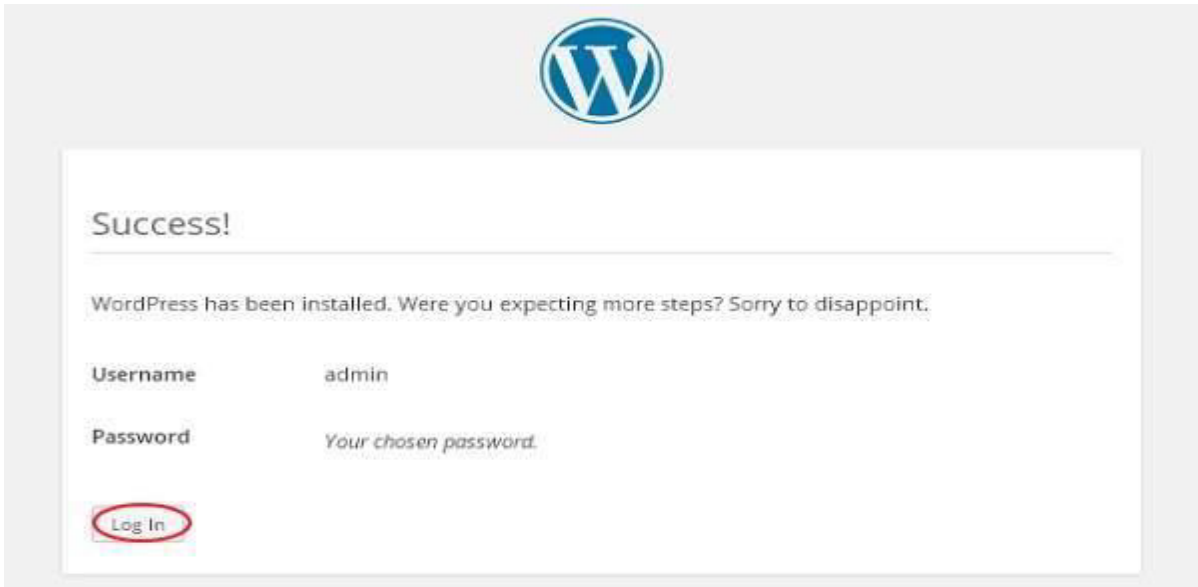 Success!
WordPress has been installed. Were you expecting more steps? Sorry to disappoint.
Username admin
Password Your chosen password.
Log In